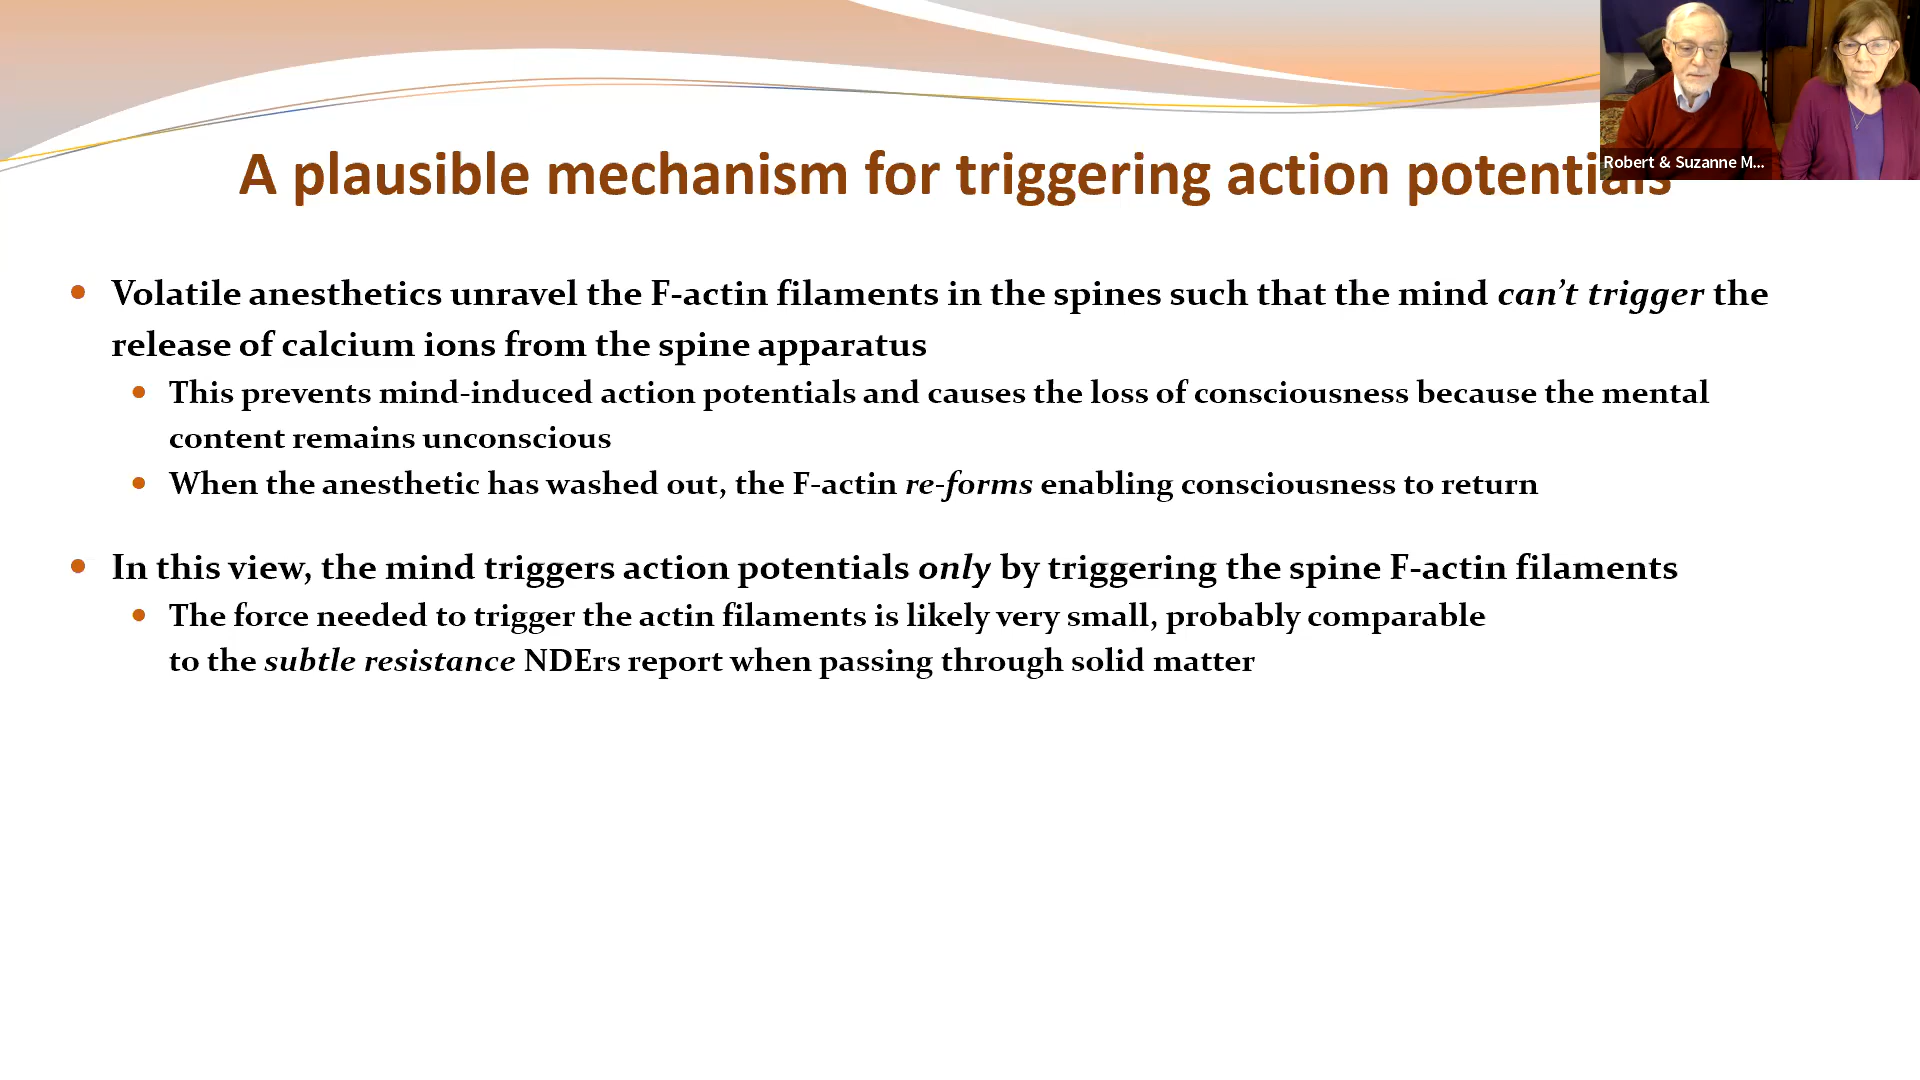 Robert & Suzanne M...
A plausible mechanism for triggering action potentials
• Volatile anesthetics unravel the F-actin filaments in the spines such that the mind can’t trigger the
release of calcium ions from the spine apparatus
• This prevents mind-induced action potentials and causes the loss of consciousness because the mental
content remains unconscious
• When the anesthetic has washed out, the F-actin re-forms enabling consciousness to return
• In this view, the mind triggers action potentials only by triggering the spine F-actin filaments
• The force needed to trigger the actin filaments is likely very small, probably comparable
to the subtle resistance NDErs report when passing through solid matter